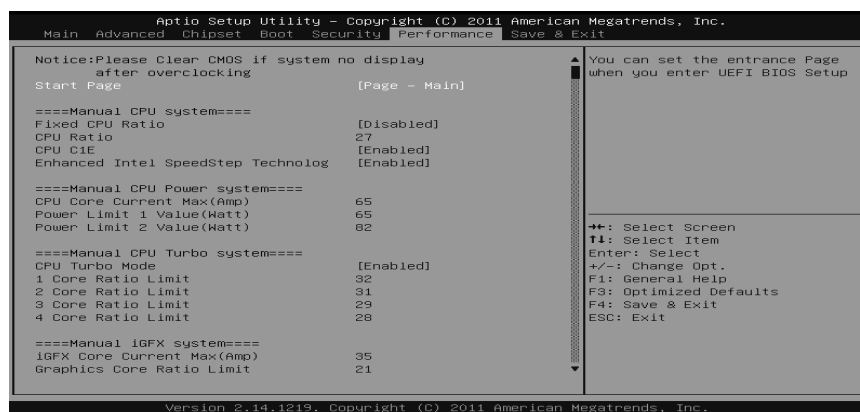 Aptio Setup Utility – Copyright (C) 2011 American Megatrends, Inc.
Main Advanced Chipset Boot Security Performance Save & Exit
Notice:Please Clear CMOS if system no display
after overclocking
Start Page [Page – Main]
====Manual CPU system====
Fixed CPU Ratio [Disabled]
CPU Ratio 27
CPU C1E [Enabled]
Enhanced Intel SpeedStep Technolog [Enabled]
====Manual CPU Power system====
CPU Core Current Max(Amp) 65
Power Limit 1 Value(Watt) 65
Power Limit 2 Value(Watt) 82
====Manual CPU Turbo system====
CPU Turbo Mode [Enabled]
1 Core Ratio Limit 32
2 Core Ratio Limit 31
3 Core Ratio Limit 29
4 Core Ratio Limit 28
====Manual iGFX system====
iGFX Core Current Max(Amp) 35
Graphics Core Ratio Limit 21
You can set the entrance Page
when you enter UEFI BIOS Setup
→←: Select Screen
↑↓: Select Item
Enter: Select
+/–: Change Opt.
F1: General Help
F3: Optimized Defaults
F4: Save & Exit
ESC: Exit
Version 2.14.1219. Copyright (C) 2011 American Megatrends, Inc.